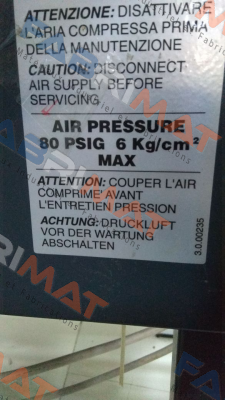 ATTENZIONE: DISATTIVARE
L'ARIA COMPRESSA PRIMA
DELLA MANUTENZIONE
CAUTION: DISCONNECT
AIR SUPPLY BEFORE
SERVICING
AIR PRESSURE
80 PSIG 6 Kg/cm²
MAX
ATTENTION: COUPER L'AIR
COMPRIMÉ AVANT
L'ENTRETIEN PRESSION
ACHTUNG: DRUCKLUFT
VOR DER WARTUNG
ABSCHALTEN
3.0.00235
FABRIMAT